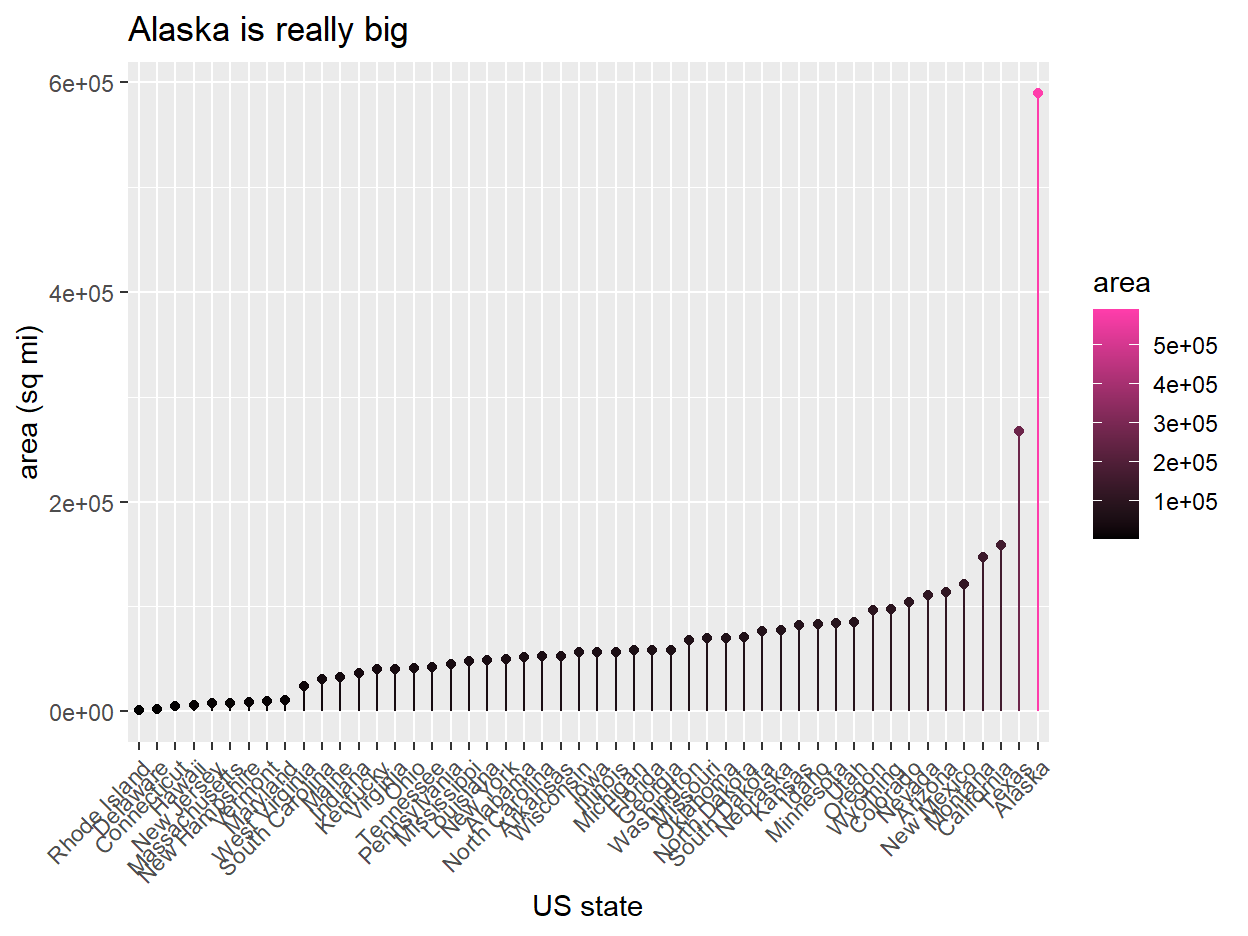 Alaska is really big
area (sq mi)
6e+05
4e+05
2e+05
0e+00
Rhode Island
Delaware
Connecticut
Hawaii
New Jersey
Massachusetts
New Hampshire
Vermont
Maryland
West Virginia
South Carolina
Maine
Indiana
Kentucky
Virginia
Ohio
Tennessee
Pennsylvania
Mississippi
Louisiana
New York
Alabama
North Carolina
Arkansas
Wisconsin
Iowa
Illinois
Michigan
Florida
Georgia
Washington
Missouri
Oklahoma
North Dakota
South Dakota
Nebraska
Kansas
Idaho
Minnesota
Utah
Oregon
Wyoming
Colorado
Nevada
Arizona
New Mexico
Montana
California
Texas
Alaska
US state
area
5e+05
4e+05
3e+05
2e+05
1e+05